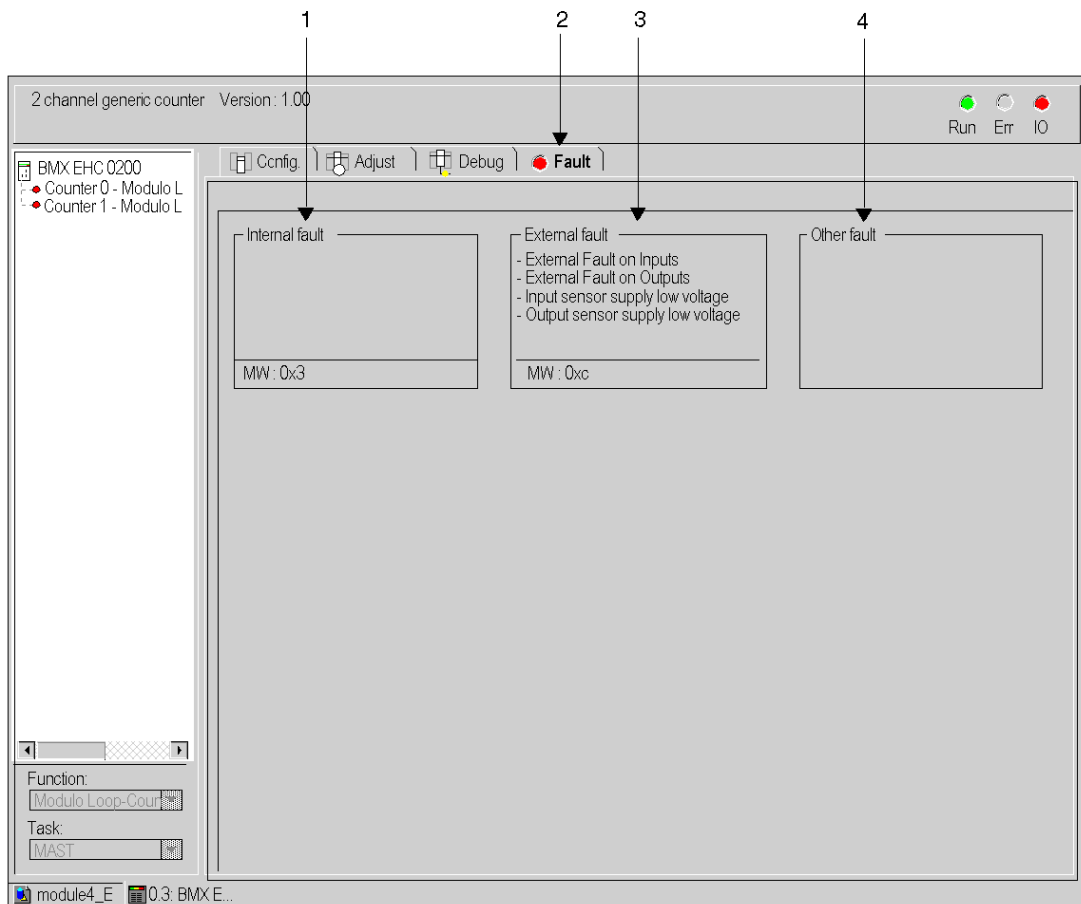 1 2 3 4
2 channel generic counter Version : 1.00
Run Err IO
BMX EHC 0200
Counter 0 - Modulo L
Counter 1 - Modulo L
Config. Adjust Debug Fault
Internal fault
MW : 0x3
External fault
- External Fault on Inputs
- External Fault on Outputs
- Input sensor supply low voltage
- Output sensor supply low voltage
MW : 0xc
Other fault
Function:
Modulo Loop-Coun
Task:
MAST
module4_E 0.3: BMX E...